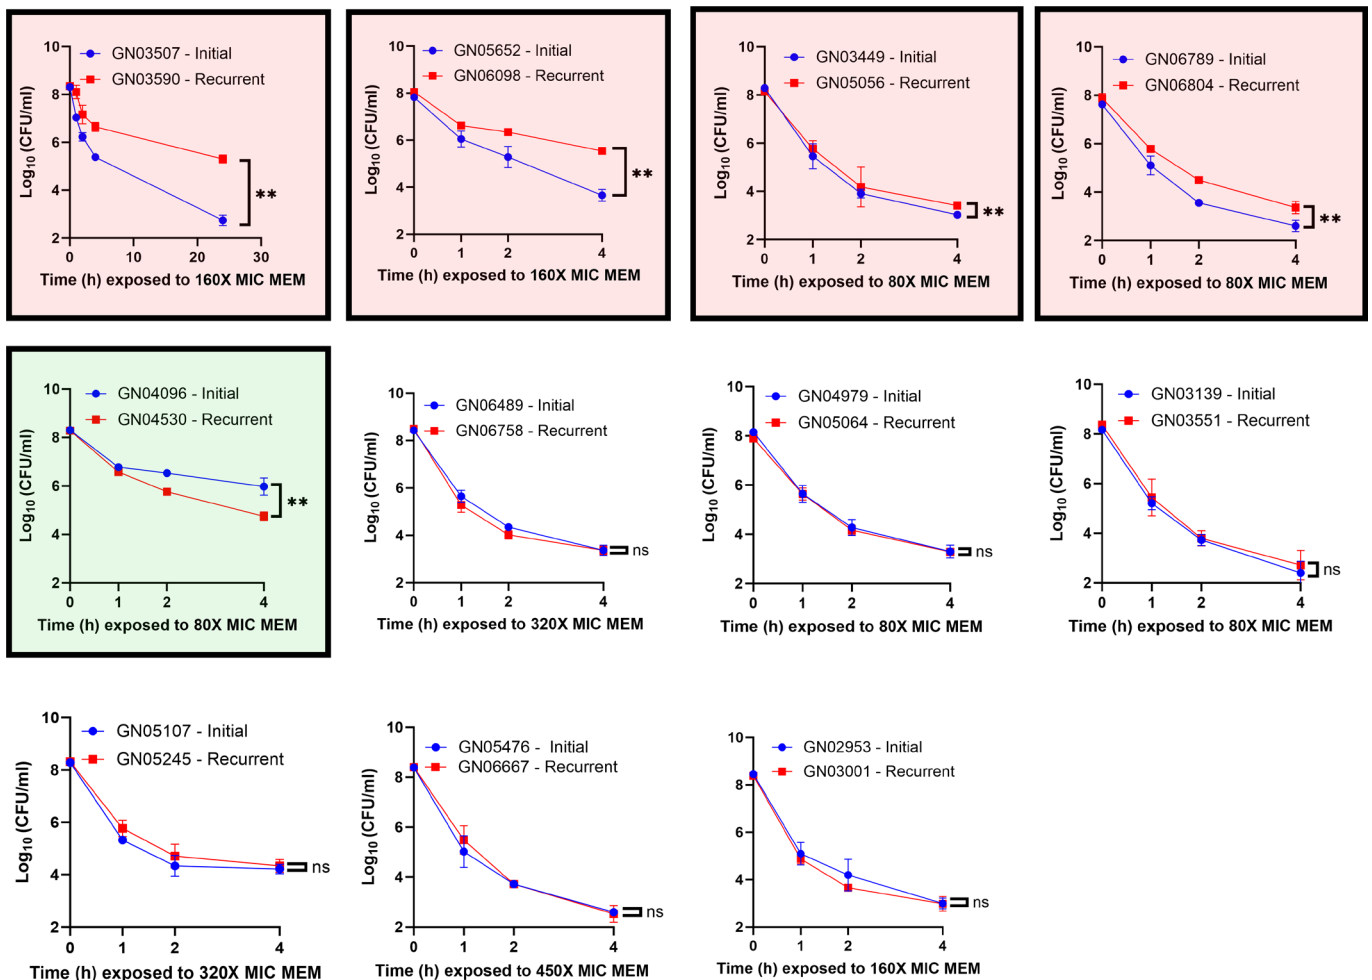 GN03507 - Initial
GN03590 - Recurrent
10
8
6
4
2
0 10 20 30
Log10 (CFU/ml)
**
Time (h) exposed to 160X MIC MEM
GN05652 - Initial
GN06098 - Recurrent
10
8
6
4
2
0 1 2 4
Log10 (CFU/ml)
**
Time (h) exposed to 160X MIC MEM
GN03449 - Initial
GN05056 - Recurrent
10
8
6
4
2
0 1 2 4
Log10 (CFU/ml)
**
Time (h) exposed to 80X MIC MEM
GN06789 - Initial
GN06804 - Recurrent
10
8
6
4
2
0 1 2 4
Log10 (CFU/ml)
**
Time (h) exposed to 80X MIC MEM
GN04096 - Initial
GN04530 - Recurrent
10
8
6
4
2
0 1 2 4
Log10 (CFU/ml)
**
Time (h) exposed to 80X MIC MEM
GN06489 - Initial
GN06758 - Recurrent
10
8
6
4
2
0 1 2 4
Log10 (CFU/ml)
ns
Time (h) exposed to 320X MIC MEM
GN04979 - Initial
GN05064 - Recurrent
10
8
6
4
2
0 1 2 4
Log10 (CFU/ml)
ns
Time (h) exposed to 80X MIC MEM
GN03139 - Initial
GN03551 - Recurrent
10
8
6
4
2
0 1 2 4
Log10 (CFU/ml)
ns
Time (h) exposed to 80X MIC MEM
GN05107 - Initial
GN05245 - Recurrent
10
8
6
4
2
0 1 2 4
Log10 (CFU/ml)
ns
Time (h) exposed to 320X MIC MEM
GN05476 - Initial
GN06667 - Recurrent
10
8
6
4
2
0 1 2 4
Log10 (CFU/ml)
ns
Time (h) exposed to 450X MIC MEM
GN02953 - Initial
GN03001 - Recurrent
10
8
6
4
2
0 1 2 4
Log10 (CFU/ml)
ns
Time (h) exposed to 160X MIC MEM